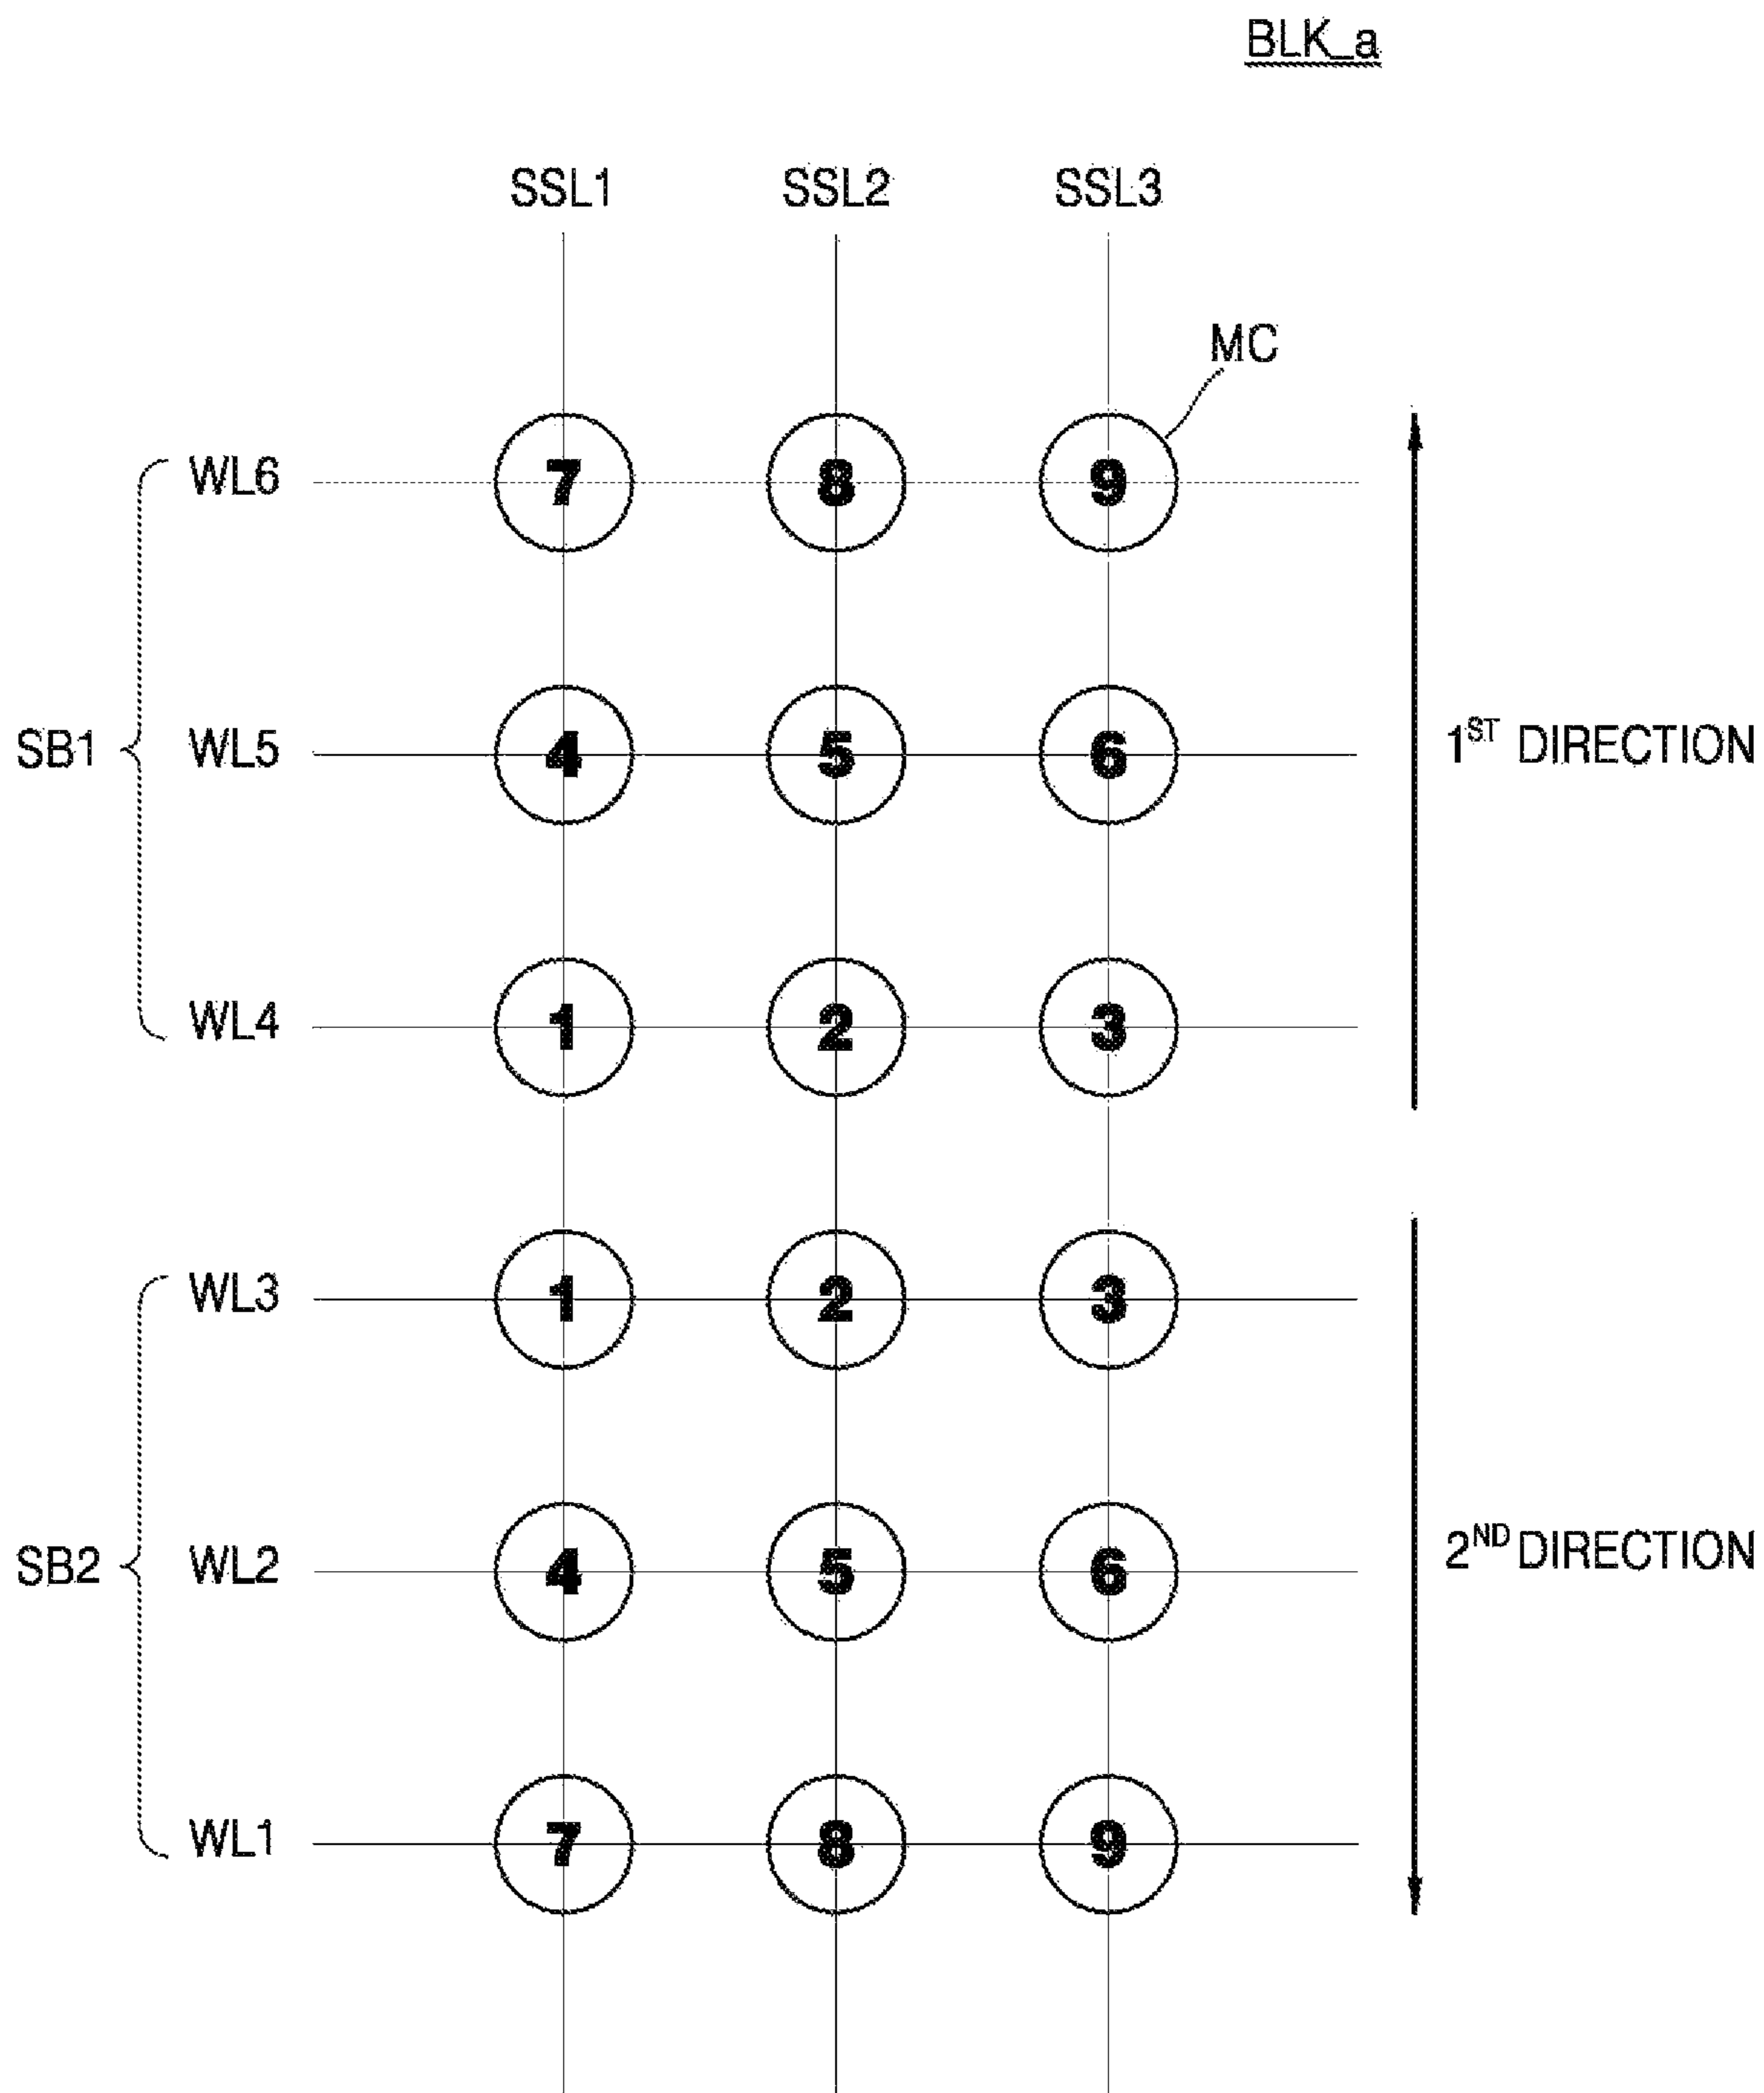 BLK_a
SSL1 SSL2 SSL3
MC
WL6 7 8 9
SB1 WL5 4 5 6 1ST DIRECTION
WL4 1 2 3
WL3 1 2 3
SB2 WL2 4 5 6 2ND DIRECTION
WL1 7 8 9